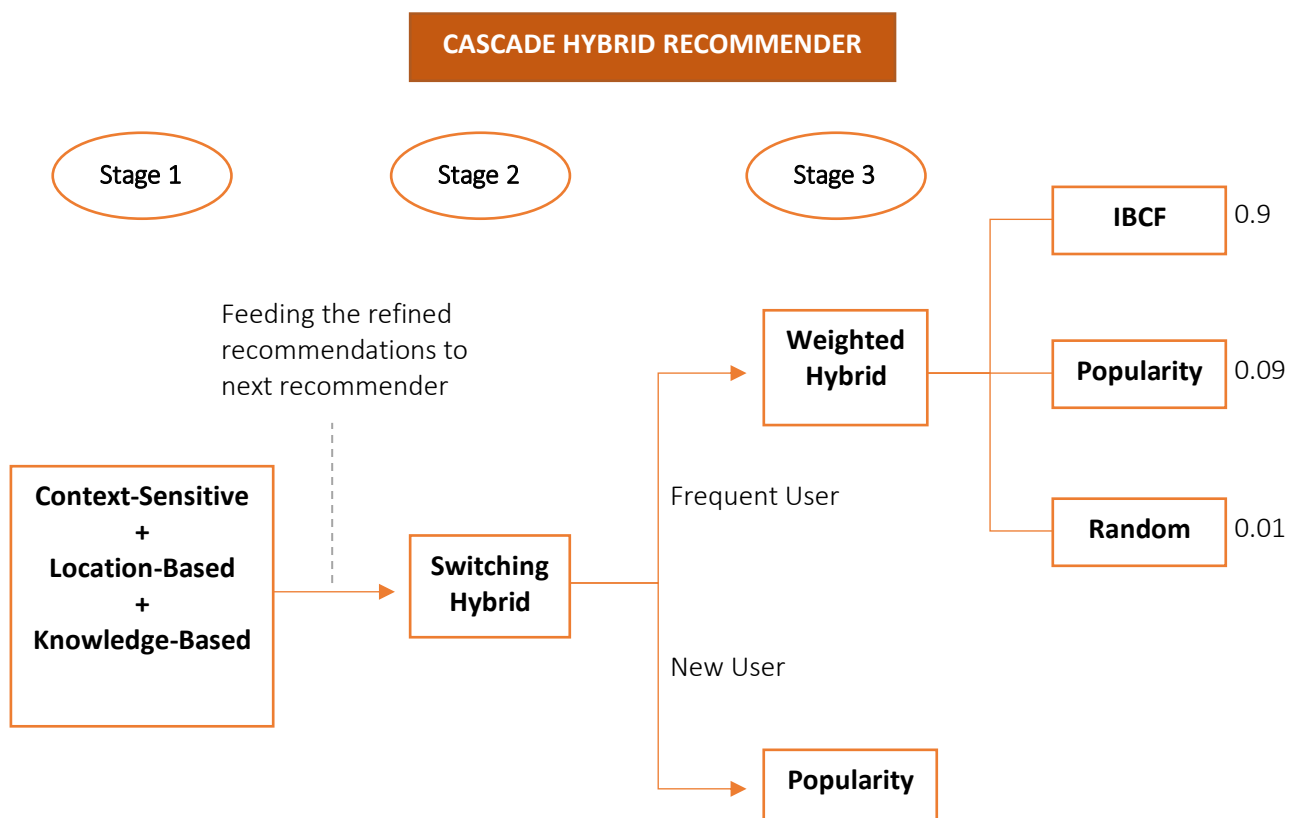 CASCADE HYBRID RECOMMENDER
Stage 1
Stage 2
Stage 3
IBCF
0.9
Feeding the refined
recommendations to
next recommender
Weighted
Hybrid
Popularity
0.09
Context-Sensitive
+
Location-Based
+
Knowledge-Based
Frequent User
Random
0.01
Switching
Hybrid
New User
Popularity